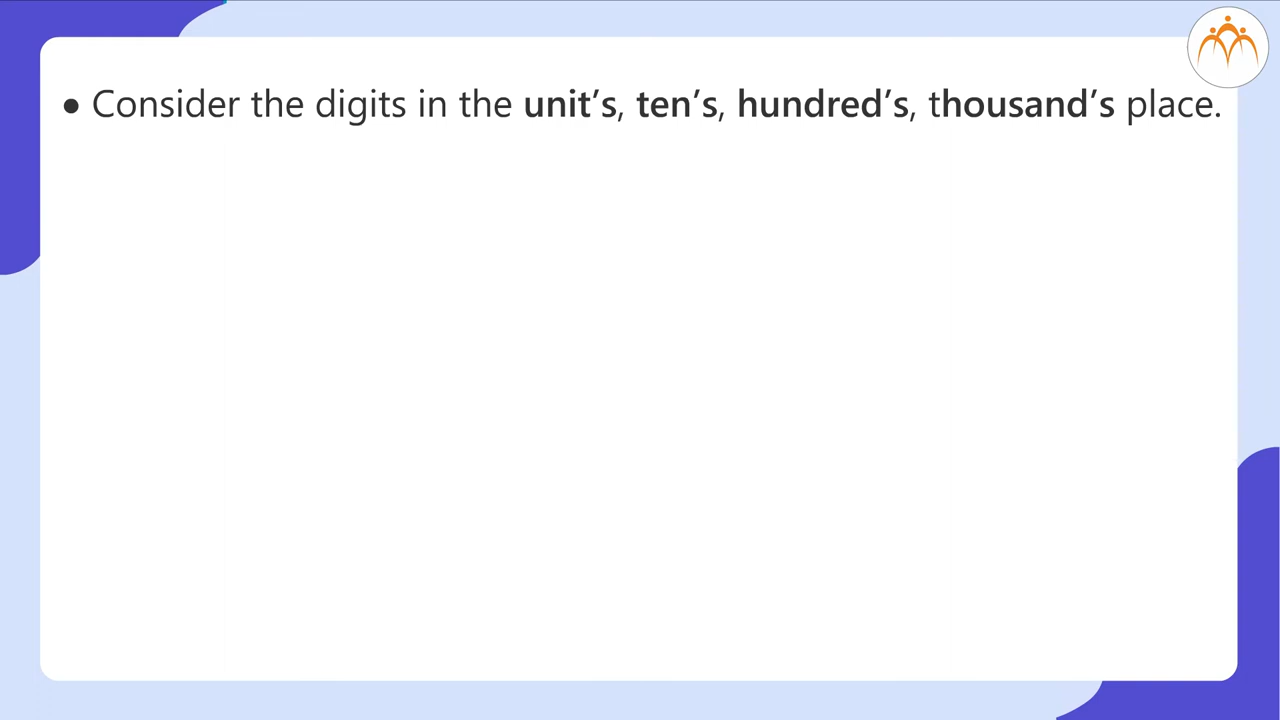 ● Consider the digits in the unit’s, ten’s, hundred’s, thousand’s place.